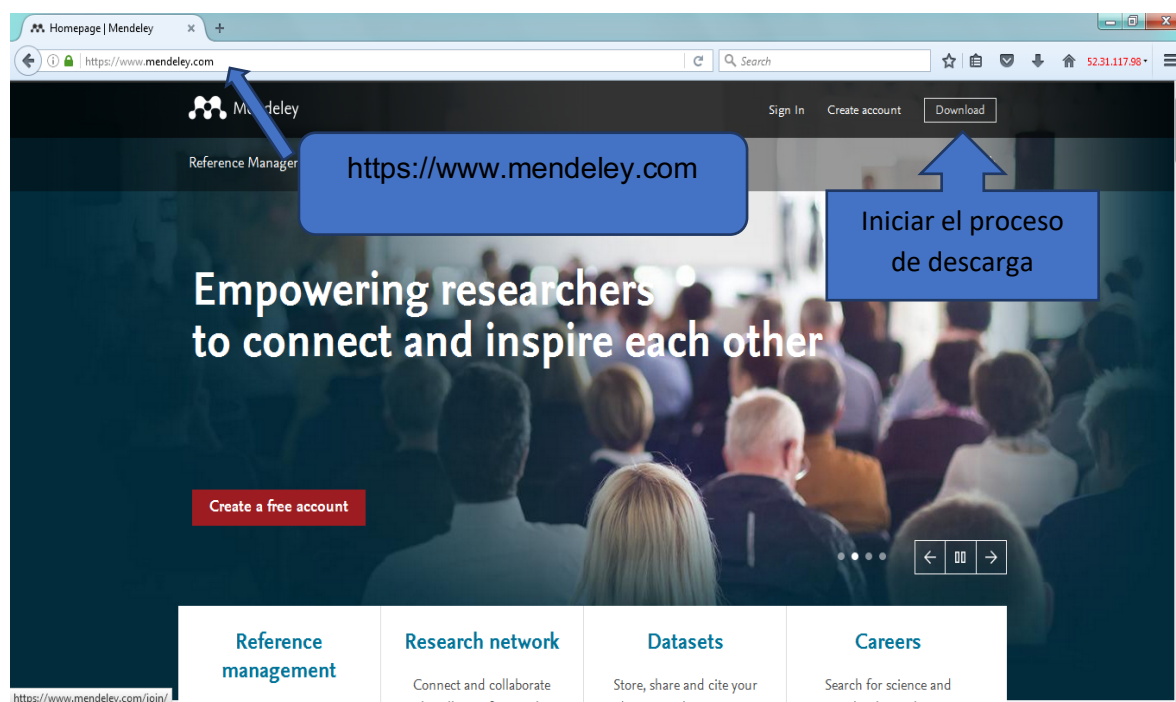 Homepage | Mendeley
https://www.mendeley.com
Search
52.31.117.98
Mendeley
Sign In
Create account
Download
Reference Manager
https://www.mendeley.com
Iniciar el proceso
de descarga
Empowering researchers
to connect and inspire each other
Create a free account
Reference
management
Research network
Connect and collaborate
Datasets
Store, share and cite your
Careers
Search for science and
https://www.mendeley.com/join/